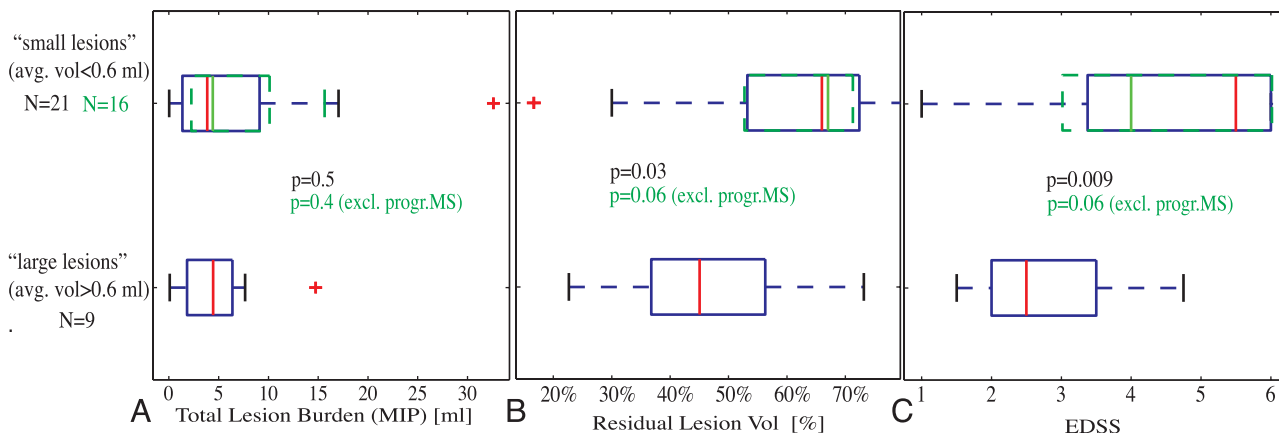 “small lesions”
(avg. vol<0.6 ml)
N=21 N=16
p=0.5
p=0.4 (excl. progr.MS)
p=0.03
p=0.06 (excl. progr.MS)
p=0.009
p=0.06 (excl. progr.MS)
“large lesions”
(avg. vol>0.6 ml)
. N=9
0 5 10 15 20 25 30
20% 30% 40% 50% 60% 70%
1 2 3 4 5 6
A Total Lesion Burden (MIP) [ml]
B Residual Lesion Vol [%]
C EDSS